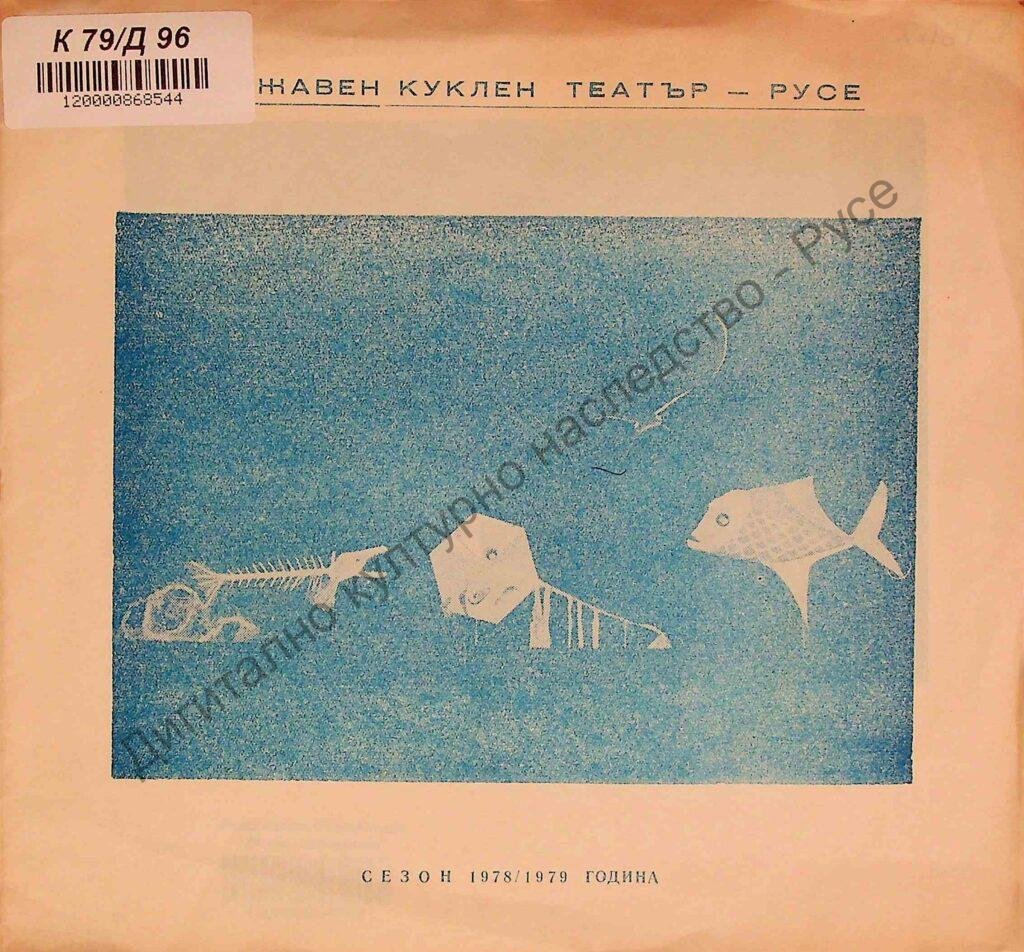 К 79/Д 96
120000868544
ЖАВЕН КУКЛЕН ТЕАТЪР — РУСЕ
Дигитално културно наследство - Русе
СЕЗОН 1978/1979 ГОДИНА